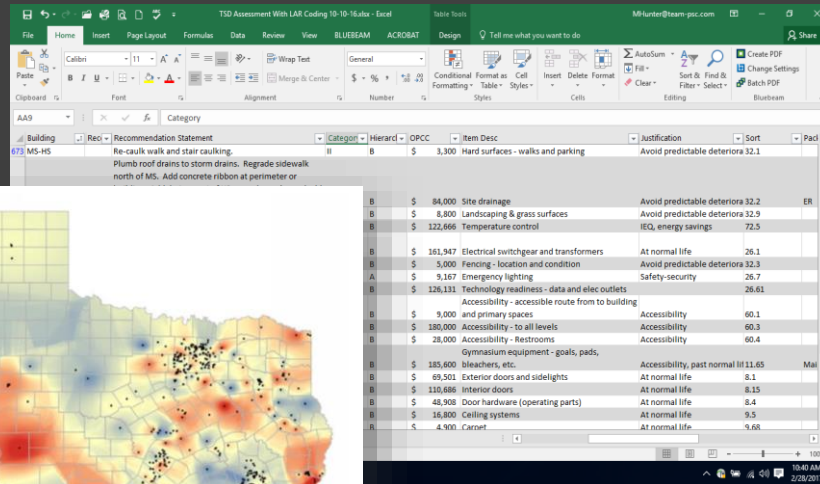 TSD Assessment With LAR Coding 10-10-16.xlsx - Excel
Table Tools
MHunter@team-psc.com
File Home Insert Page Layout Formulas Data Review View BLUEBEAM ACROBAT Design Tell me what you want to do Share
Calibri 11 Wrap Text General AutoSum Create PDF
Paste B I U Merge & Center $ % Conditional Formatting Format as Table Cell Styles Insert Delete Format Fill Clear Sort & Filter Find & Select Change Settings Batch PDF
Clipboard Font Alignment Number Styles Cells Editing Bluebeam
AA9 fx Category
Building Rec Recommendation Statement Categor Hierarcl OPCC Item Desc Justification Sort Pack
673 MS-HS Re-caulk walk and stair caulking. II B $ 3,300 Hard surfaces - walks and parking Avoid predictable deteriora 32.1
Plumb roof drains to storm drains. Regrade sidewalk
north of MS. Add concrete ribbon at perimeter or
B $ 84,000 Site drainage Avoid predictable deteriora 32.2 ER
B $ 8,800 Landscaping & grass surfaces Avoid predictable deteriora 32.9
B $ 122,666 Temperature control IEQ, energy savings 72.5
B $ 161,947 Electrical switchgear and transformers At normal life 26.1
B $ 5,000 Fencing - location and condition Avoid predictable deteriora 32.3
A $ 9,167 Emergency lighting Safety-security 26.7
B $ 126,131 Technology readiness - data and elec outlets 26.61
Accessibility - accessible route from to building
B $ 9,000 and primary spaces Accessibility 60.1
B $ 180,000 Accessibility - to all levels Accessibility 60.3
B $ 28,000 Accessibility - Restrooms Accessibility 60.4
Gymnasium equipment - goals, pads,
B $ 185,600 bleachers, etc. Accessibility, past normal lif 11.65 Mai
B $ 69,501 Exterior doors and sidelights At normal life 8.1
B $ 110,686 Interior doors At normal life 8.15
B $ 48,908 Door hardware (operating parts) At normal life 8.4
B $ 16,800 Ceiling systems At normal life 9.5
B $ 4,900 Carpet At normal life 9.68
100
10:40 AM
2/28/201